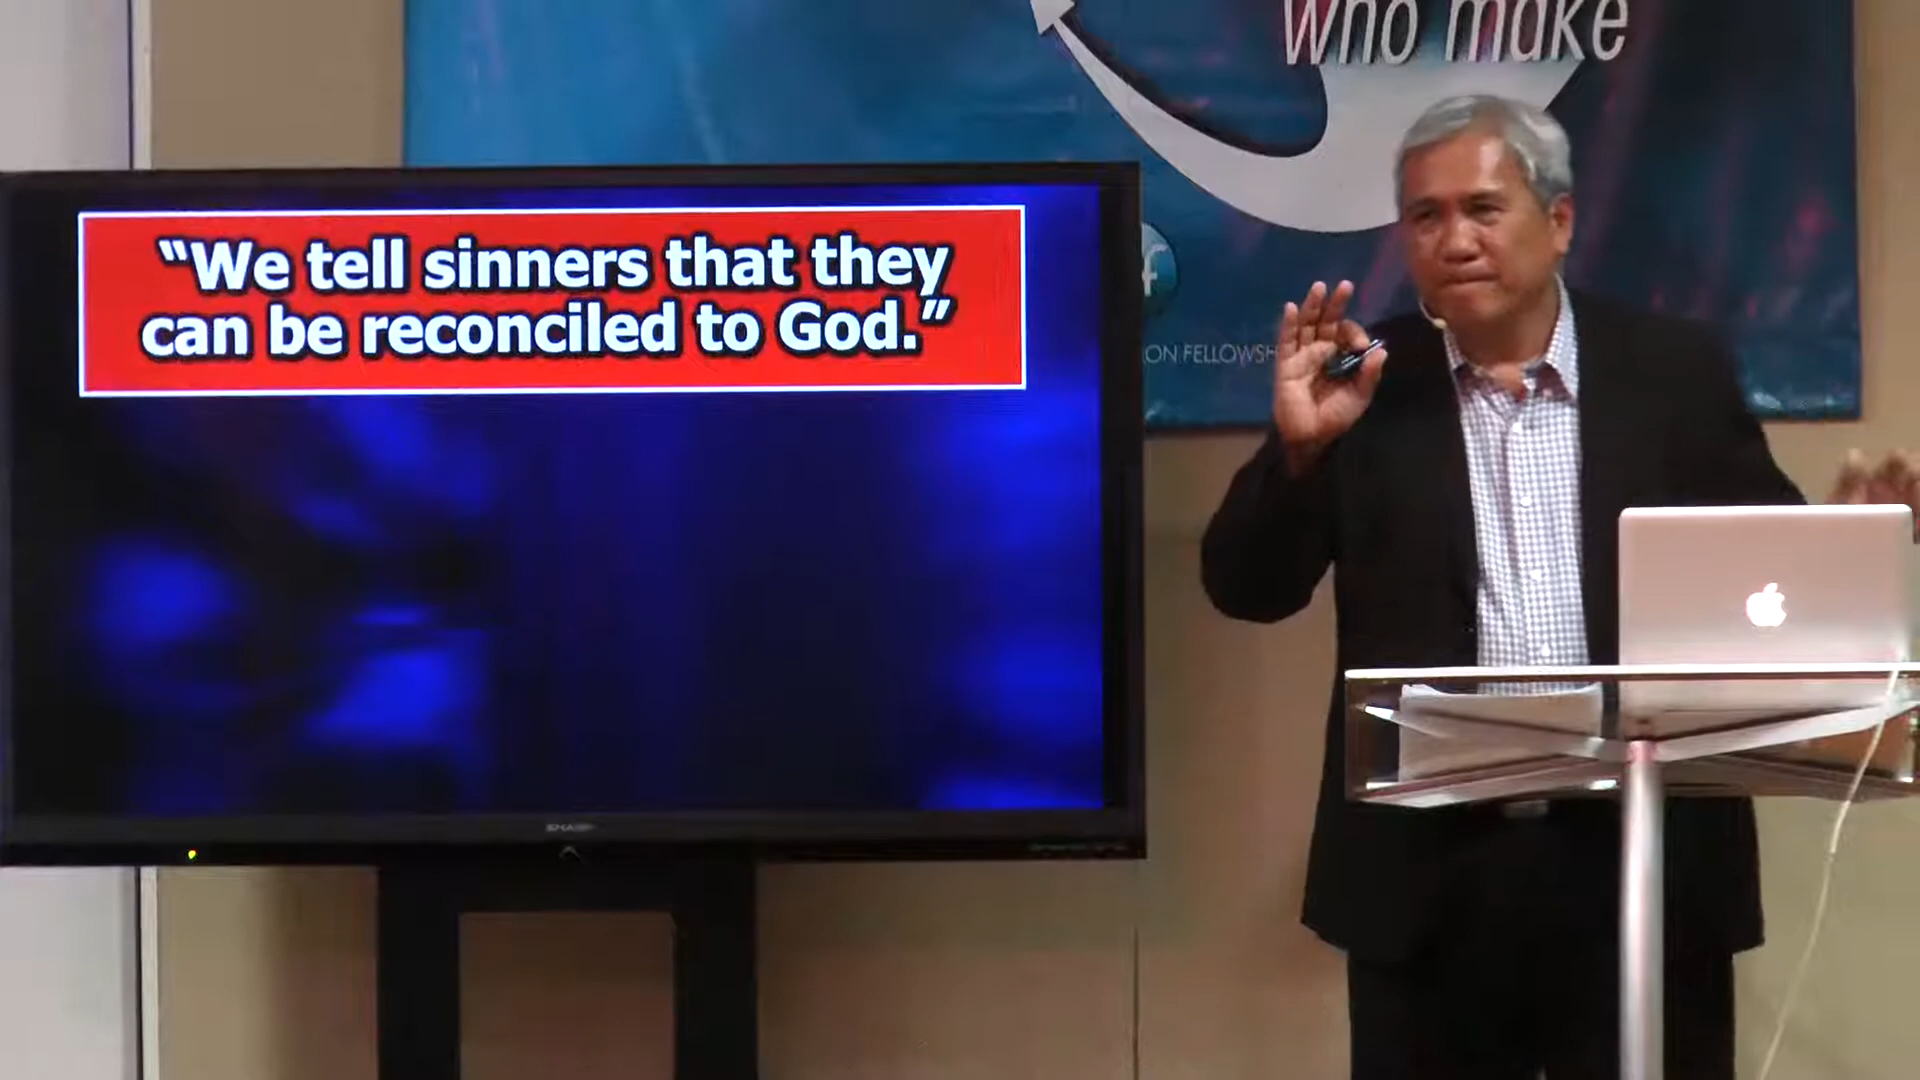 who make
“We tell sinners that they
can be reconciled to God.”
f
ON FELLOWSH
SHARP